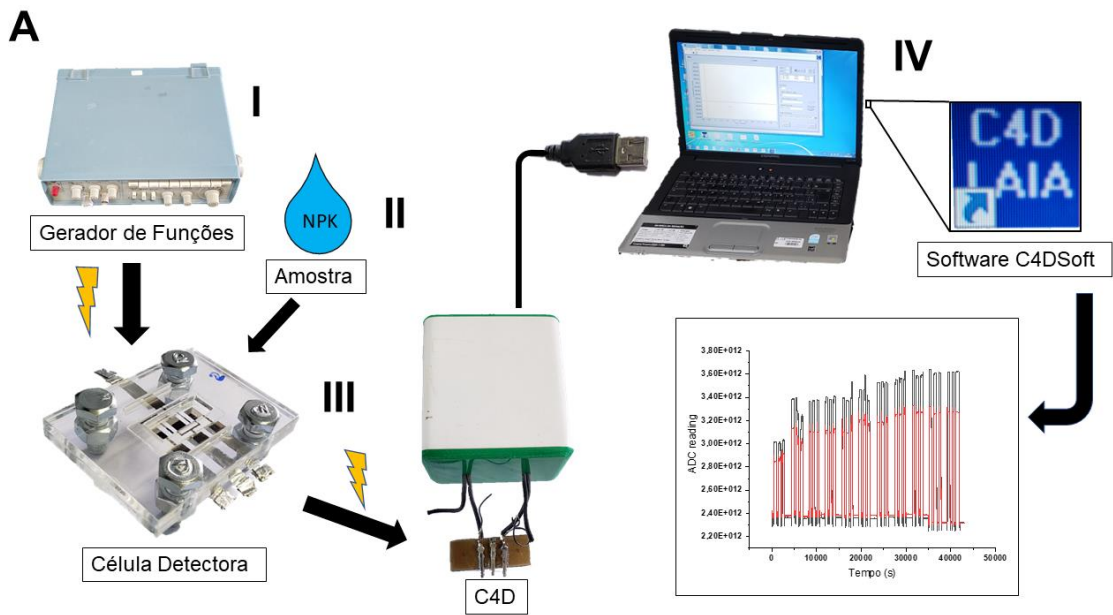 A
I
Gerador de Funções
NPK
II
Amostra
III
Célula Detectora
C4D
IV
C4D
LAIA
Software C4DSoft
3,80E+012
3,60E+012
3,40E+012
3,20E+012
3,00E+012
2,80E+012
2,60E+012
2,40E+012
2,20E+012
ADC reading
0
10000
20000
30000
40000
50000
Tempo (s)